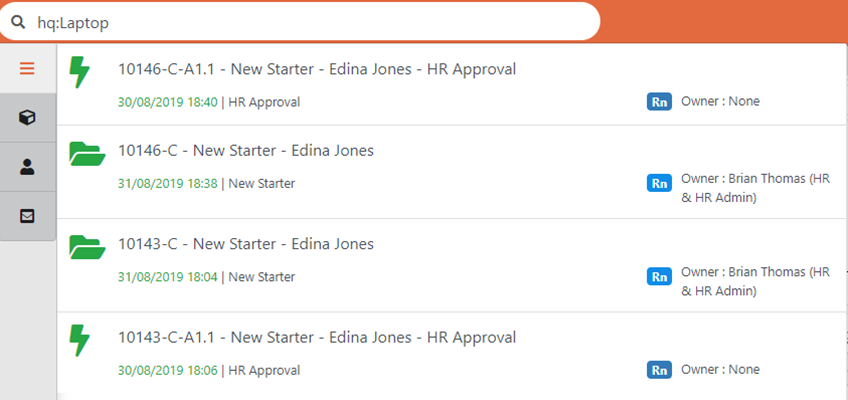 hq:Laptop
10146-C-A1.1 - New Starter - Edina Jones - HR Approval
30/08/2019 18:40 | HR Approval
Rn
Owner : None
10146-C - New Starter - Edina Jones
31/08/2019 18:38 | New Starter
Rn
Owner : Brian Thomas (HR
& HR Admin)
10143-C - New Starter - Edina Jones
31/08/2019 18:04 | New Starter
Rn
Owner : Brian Thomas (HR
& HR Admin)
10143-C-A1.1 - New Starter - Edina Jones - HR Approval
30/08/2019 18:06 | HR Approval
Rn
Owner : None